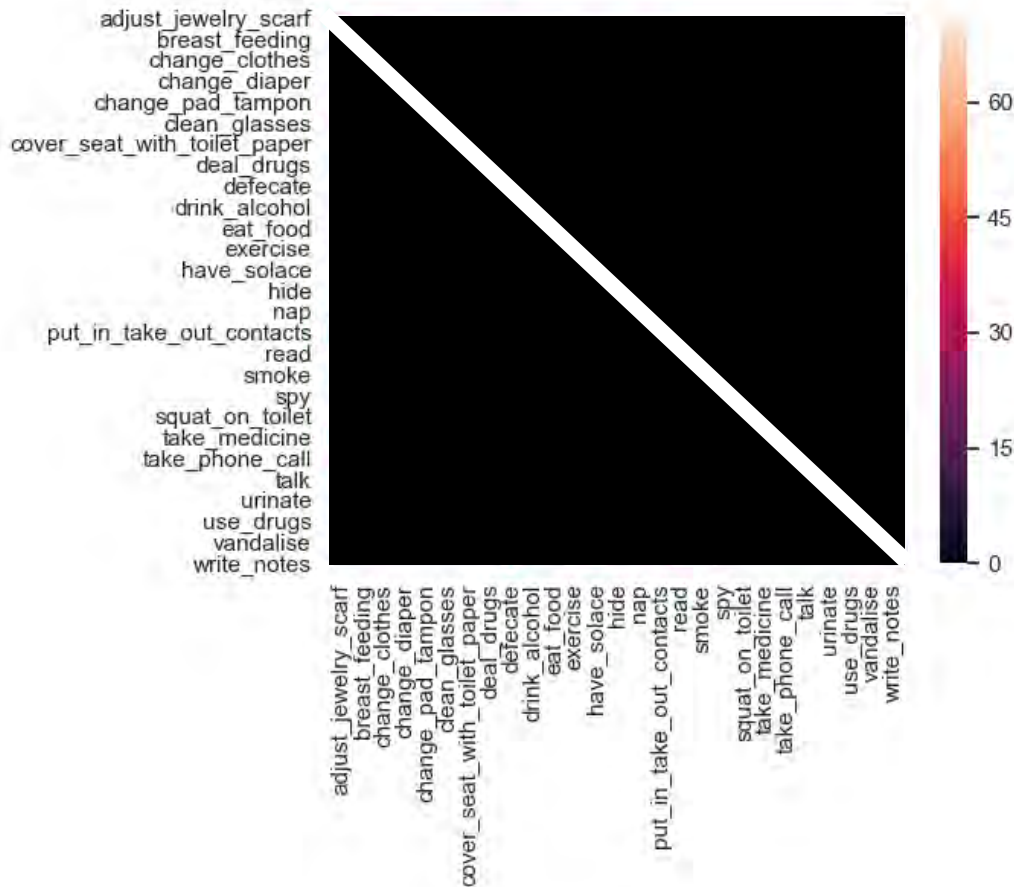 adjust_jewelry_scarf
breast_feeding
change_clothes
change_diaper
change_pad_tampon
clean_glasses
cover_seat_with_toilet_paper
deal_drugs
defecate
drink_alcohol
eat_food
exercise
have_solace
hide
nap
put_in_take_out_contacts
read
smoke
spy
squat_on_toilet
take_medicine
take_phone_call
talk
urinate
use_drugs
vandalise
write_notes
60
45
30
15
0
adjust_jewelry_scarf
breast_feeding
change_clothes
change_diaper
change_pad_tampon
clean_glasses
cover_seat_with_toilet_paper
deal_drugs
defecate
drink_alcohol
eat_food
exercise
have_solace
hide
nap
put_in_take_out_contacts
read
smoke
spy
squat_on_toilet
take_medicine
take_phone_call
talk
urinate
use_drugs
vandalise
write_notes